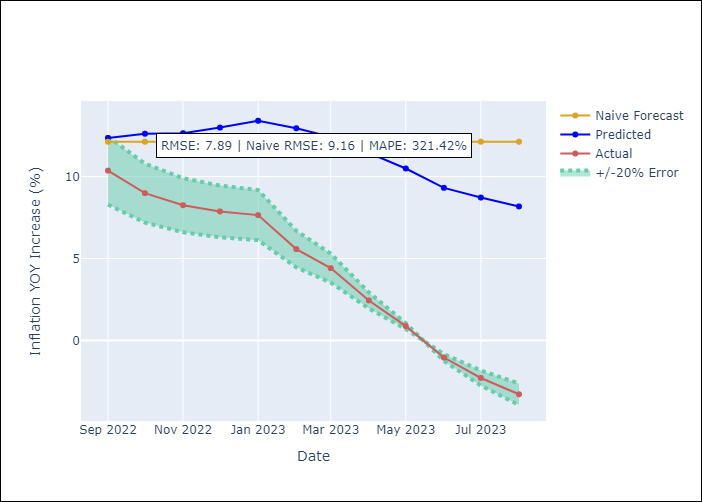 Naive Forecast
Predicted
RMSE: 7.89 | Naive RMSE: 9.16 | MAPE: 321.42%
Actual
+/-20% Error
10
5
0
Inflation YOY Increase (%)
Sep 2022 Nov 2022 Jan 2023 Mar 2023 May 2023 Jul 2023
Date